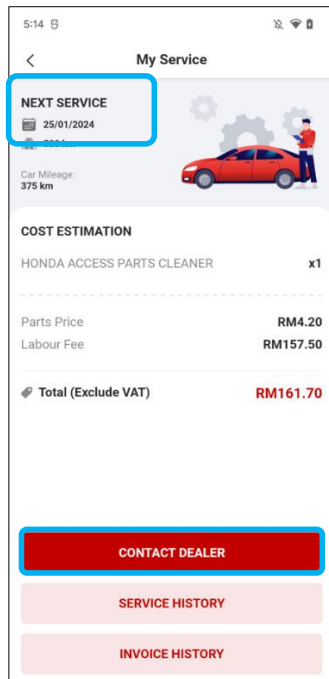 5:14
My Service
NEXT SERVICE
25/01/2024
Car Mileage:
375 km
COST ESTIMATION
HONDA ACCESS PARTS CLEANER x1
Parts Price RM4.20
Labour Fee RM157.50
Total (Exclude VAT) RM161.70
CONTACT DEALER
SERVICE HISTORY
INVOICE HISTORY